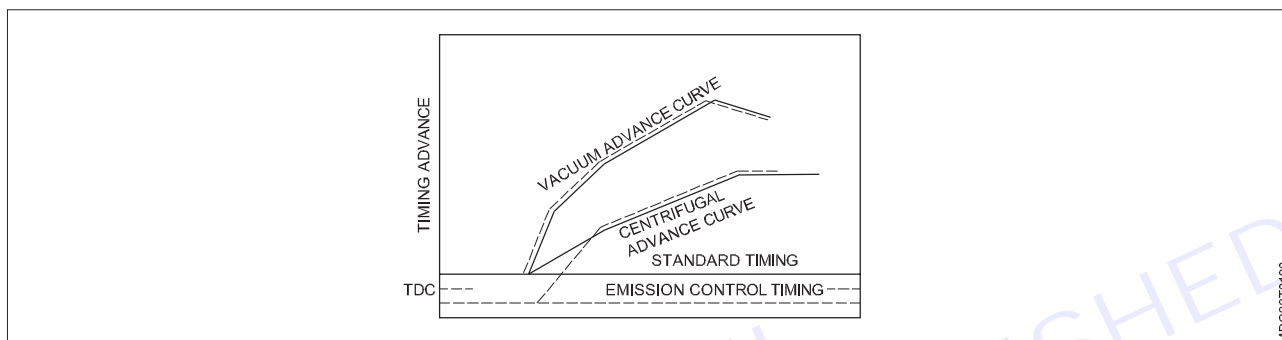 TIMING ADVANCE
VACUUM ADVANCE CURVE
CENTRIFUGAL
ADVANCE CURVE
STANDARD TIMING
TDC
EMISSION CONTROL TIMING